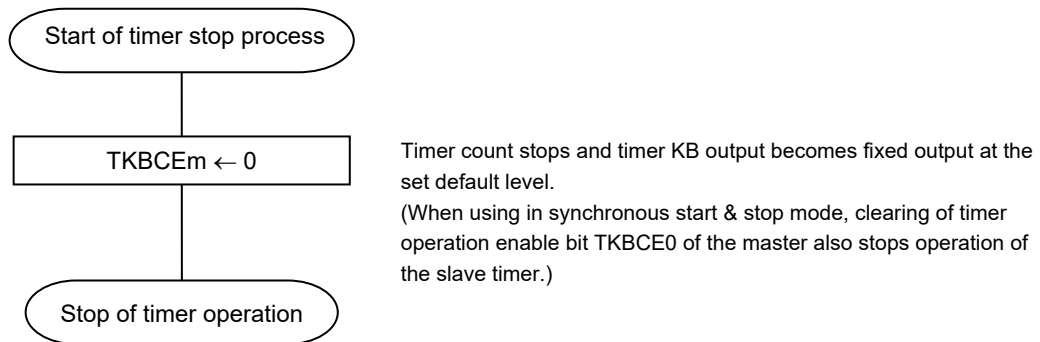 Start of timer stop process
TKBCEm ← 0
Timer count stops and timer KB output becomes fixed output at the
set default level.
(When using in synchronous start & stop mode, clearing of timer
operation enable bit TKBCE0 of the master also stops operation of
the slave timer.)
Stop of timer operation